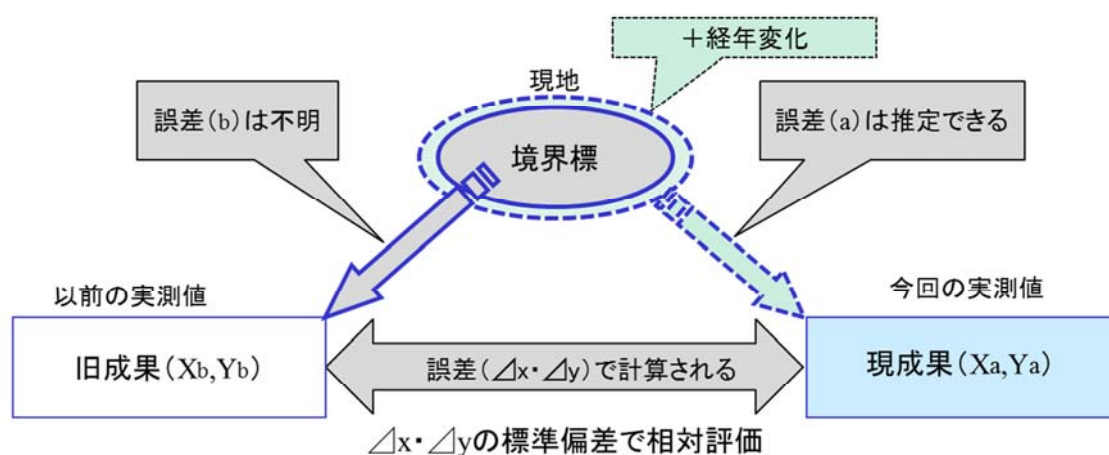 ＋経年変化
現地
誤差(b)は不明
境界標
誤差(a)は推定できる
以前の実測値
今回の実測値
旧成果(Xb,Yb)
誤差(⊿x・⊿y)で計算される
現成果(Xa,Ya)
⊿x・⊿yの標準偏差で相対評価